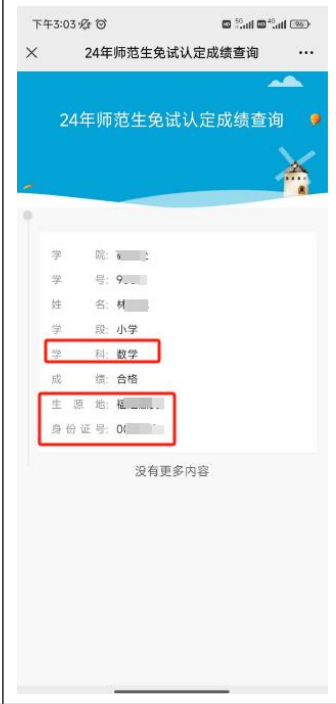 下午3:03
5G 4G 96
24年师范生免试认定成绩查询
24年师范生免试认定成绩查询
学院:
学号: 9
姓名: 林
学段: 小学
学科: 数学
成绩: 合格
生源地: 福
身份证号: 0
没有更多内容